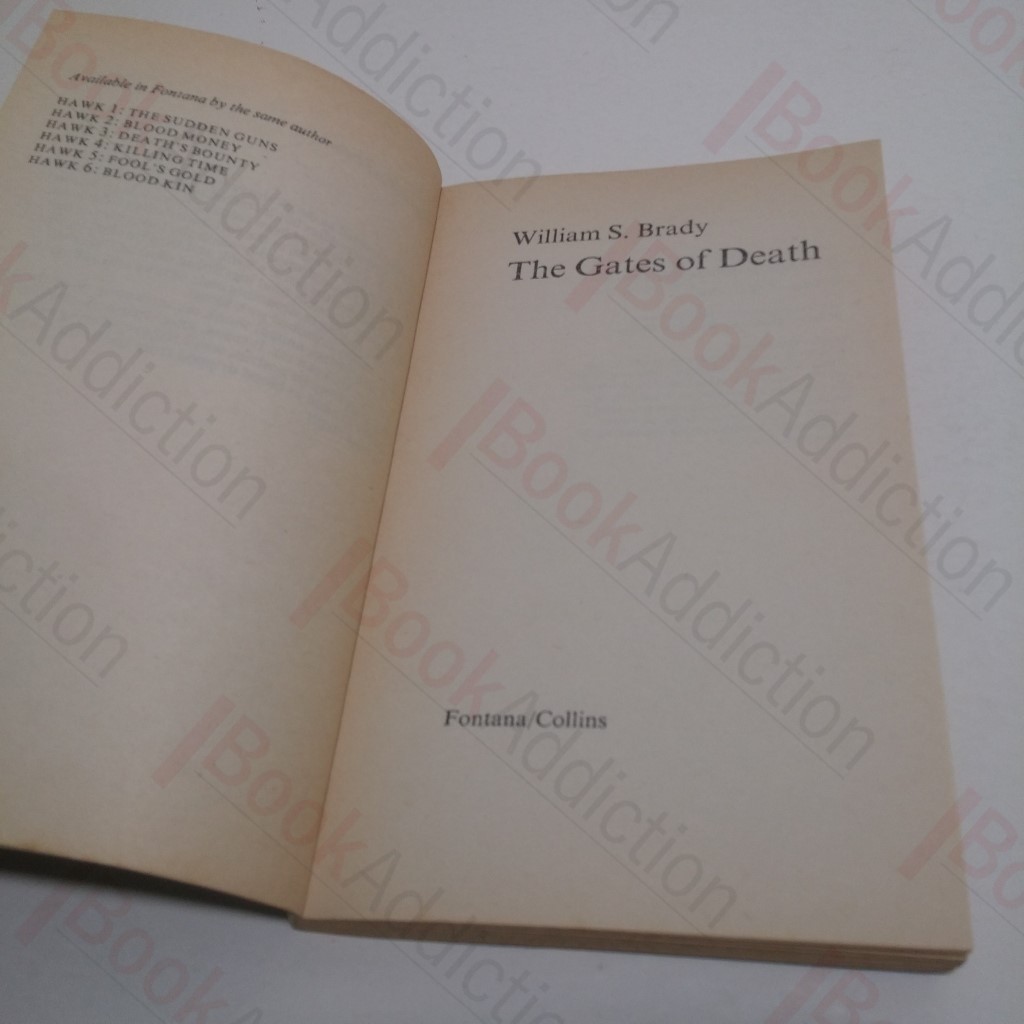 Available in Fontana by the same author
HAWK 1: THE SUDDEN GUNS
HAWK 2: BLOOD MONEY
HAWK 3: DEATH'S BOUNTY
HAWK 4: KILLING TIME
HAWK 5: FOOL'S GOLD
HAWK 6: BLOOD KIN
William S. Brady
The Gates of Death
Fontana/Collins
BookAddiction